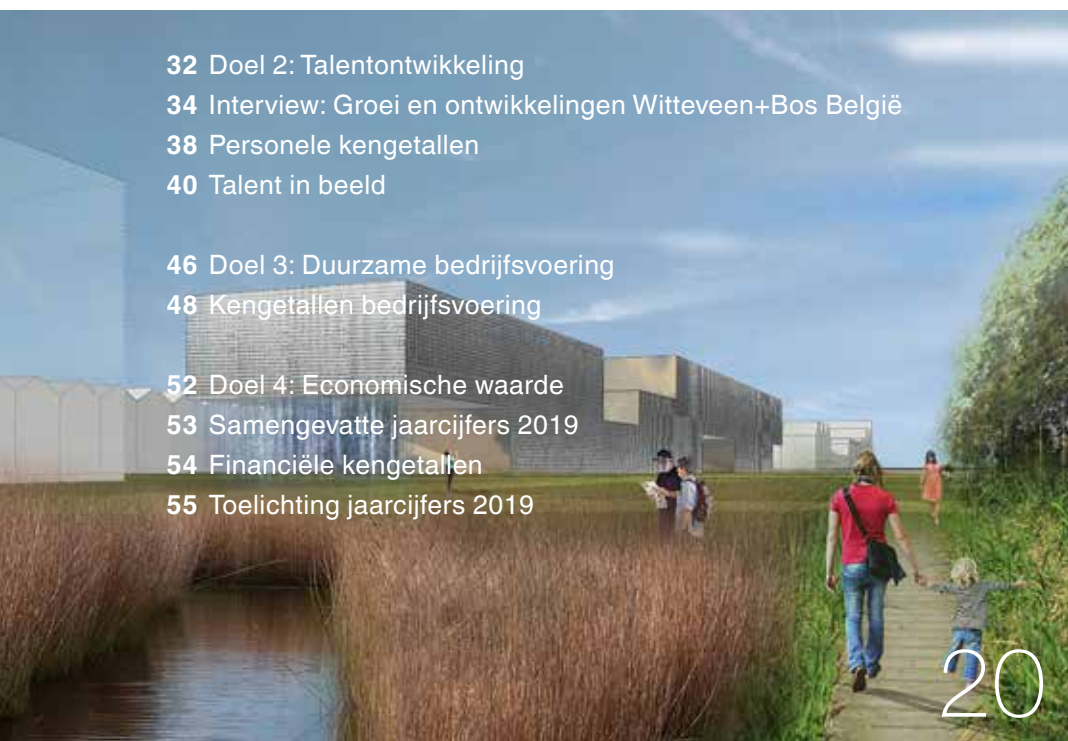 32 Doel 2: Talentontwikkeling
34 Interview: Groei en ontwikkelingen Witteveen+Bos België
38 Personele kengetallen
40 Talent in beeld
46 Doel 3: Duurzame bedrijfsvoering
48 Kengetallen bedrijfsvoering
52 Doel 4: Economische waarde
53 Samengevatte jaarcijfers 2019
54 Financiële kengetallen
55 Toelichting jaarcijfers 2019
20